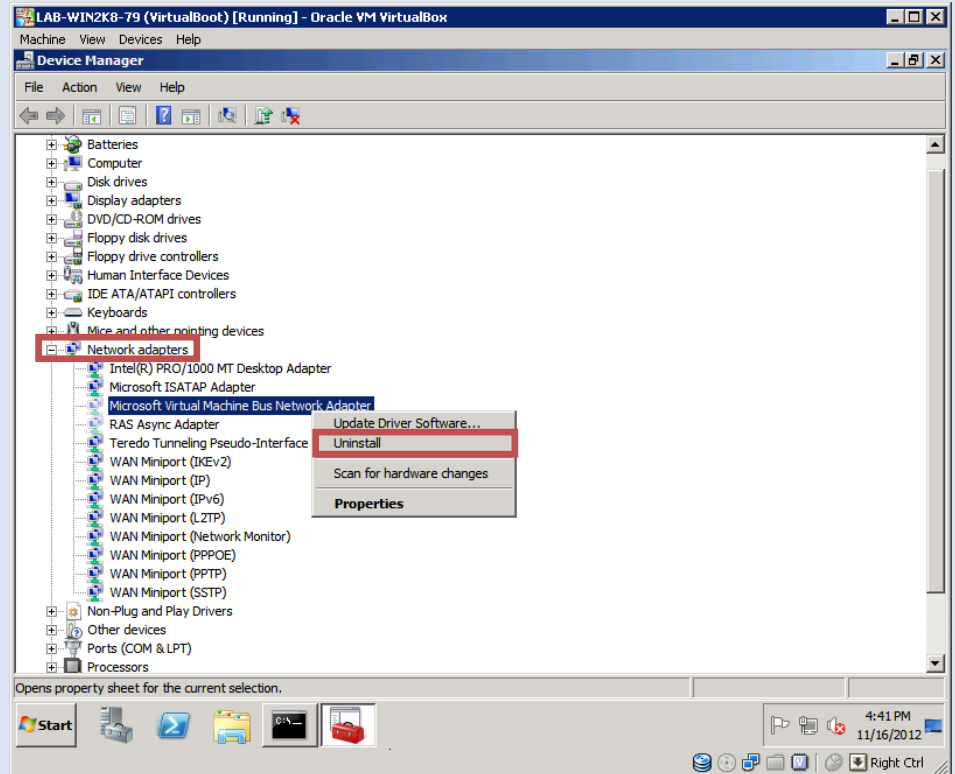 LAB-WIN2K8-79 (VirtualBoot) [Running] - Oracle VM VirtualBox
Machine View Devices Help
Device Manager
File Action View Help
Batteries
Computer
Disk drives
Display adapters
DVD/CD-ROM drives
Floppy disk drives
Floppy drive controllers
Human Interface Devices
IDE ATA/ATAPI controllers
Keyboards
Mice and other pointing devices
Network adapters
Intel(R) PRO/1000 MT Desktop Adapter
Microsoft ISATAP Adapter
Microsoft Virtual Machine Bus Network Adapter
RAS Async Adapter
Teredo Tunneling Pseudo-Interface
WAN Miniport (IKEv2)
WAN Miniport (IP)
WAN Miniport (IPv6)
WAN Miniport (L2TP)
WAN Miniport (Network Monitor)
WAN Miniport (PPPOE)
WAN Miniport (PPTP)
WAN Miniport (SSTP)
Non-Plug and Play Drivers
Other devices
Ports (COM & LPT)
Processors
Update Driver Software...
Uninstall
Scan for hardware changes
Properties
Opens property sheet for the current selection.
Start
C:\_
4:41 PM
11/16/2012
Right Ctrl